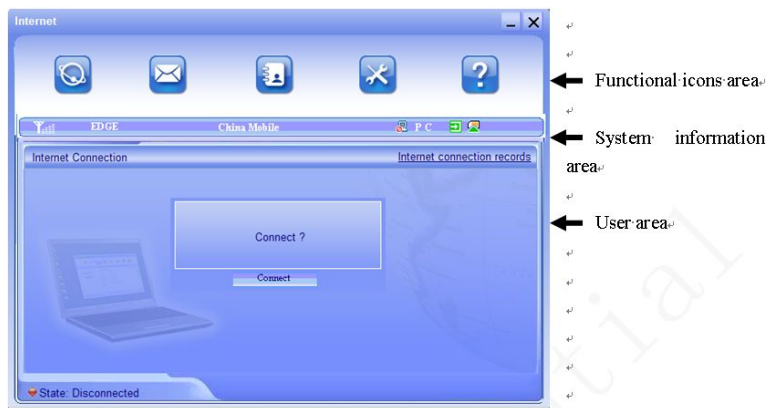 Internet
Functional icons area
EDGE China Mobile P C
System information
area
Internet Connection Internet connection records
User area
Connect ?
Connect
State: Disconnected
ntial